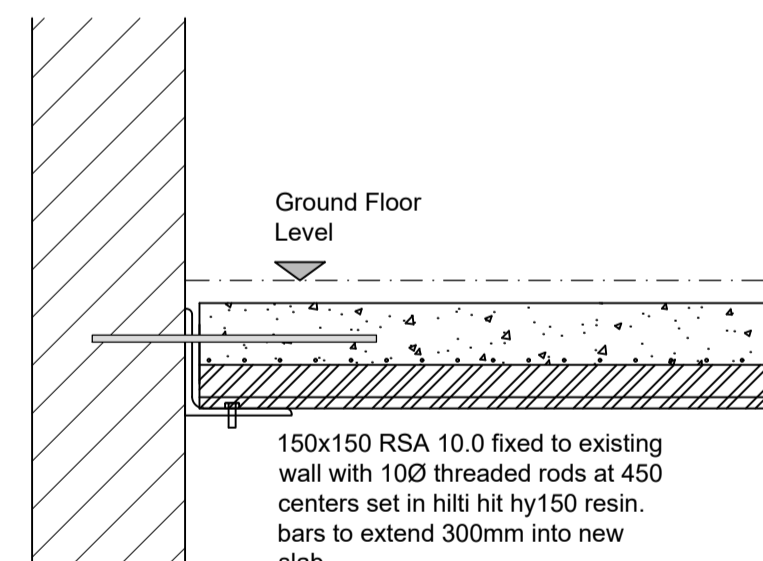 Ground Floor
Level
150x150 RSA 10.0 fixed to existing
wall with 10Ø threaded rods at 450
centers set in hilti hit hy150 resin.
bars to extend 300mm into new